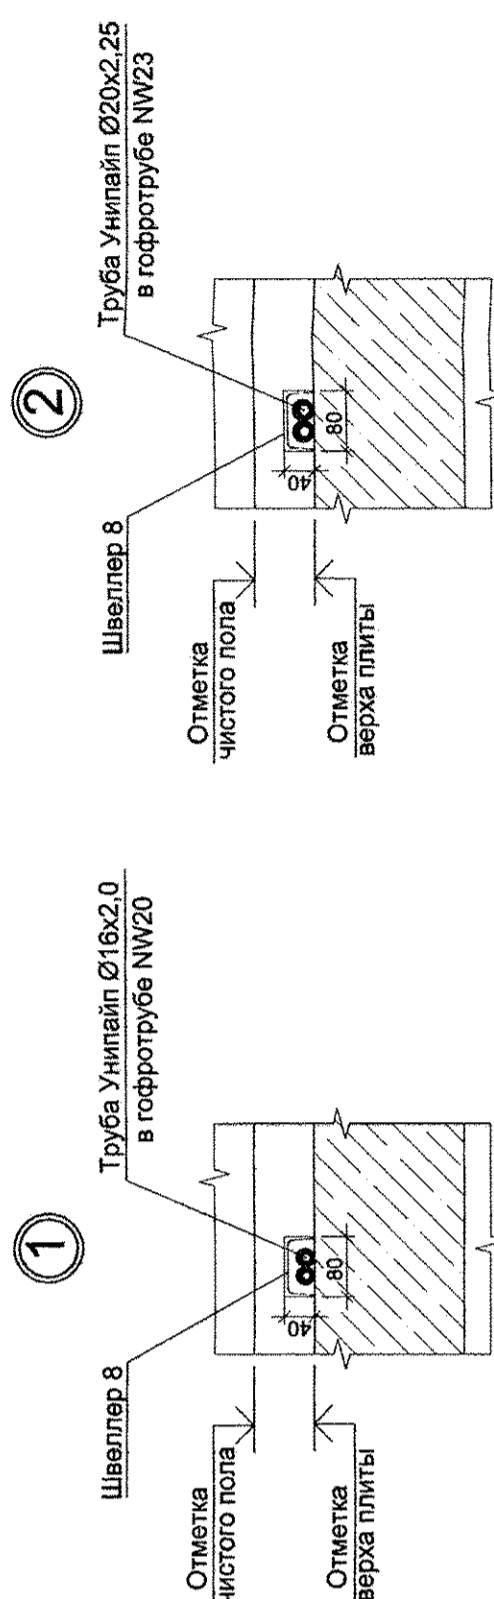 1
Труба Унипайп Ø16x2,0
в гофротрубе NW20
Швеллер 8
40
80
Отметка
чистого пола
Отметка
верха плиты
2
Труба Унипайп Ø20x2,25
в гофротрубе NW23
Швеллер 8
40
80
Отметка
чистого пола
Отметка
верха плиты